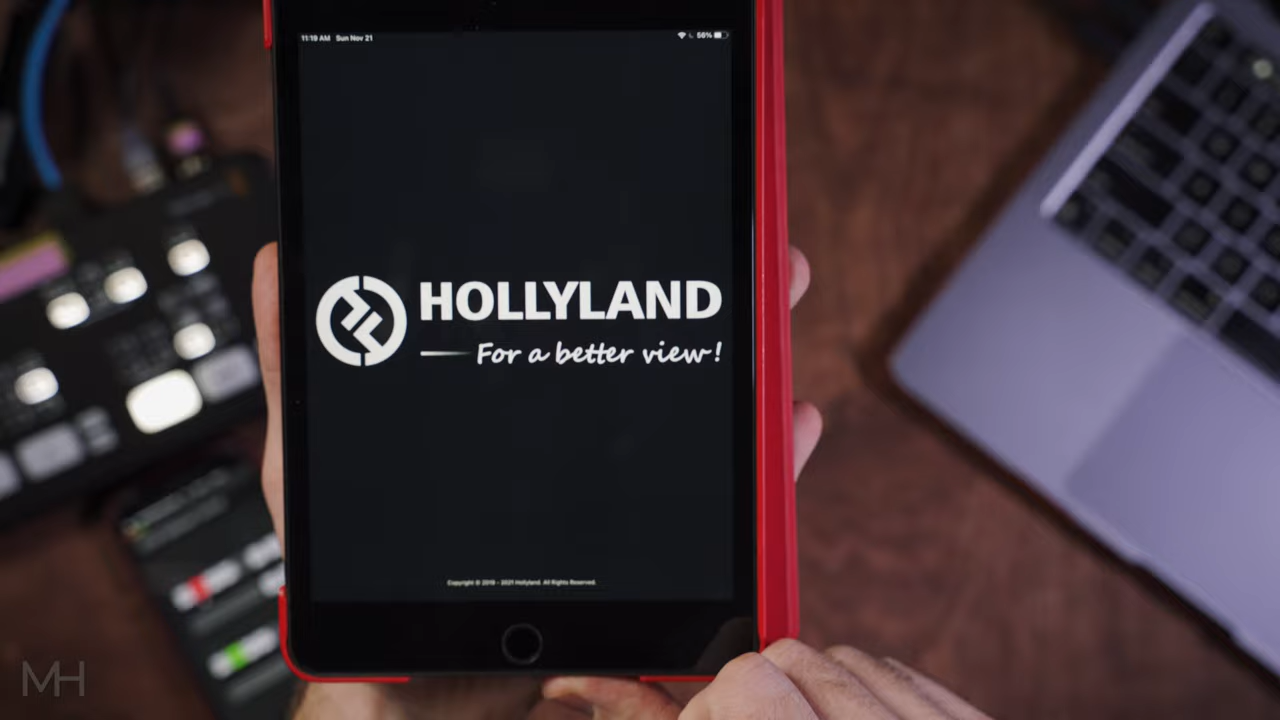 11:19 AM Sun Nov 21
56%
HOLLYLAND
For a better view!
Copyright © 2019 - 2021 Hollyland. All Rights Reserved.
MH